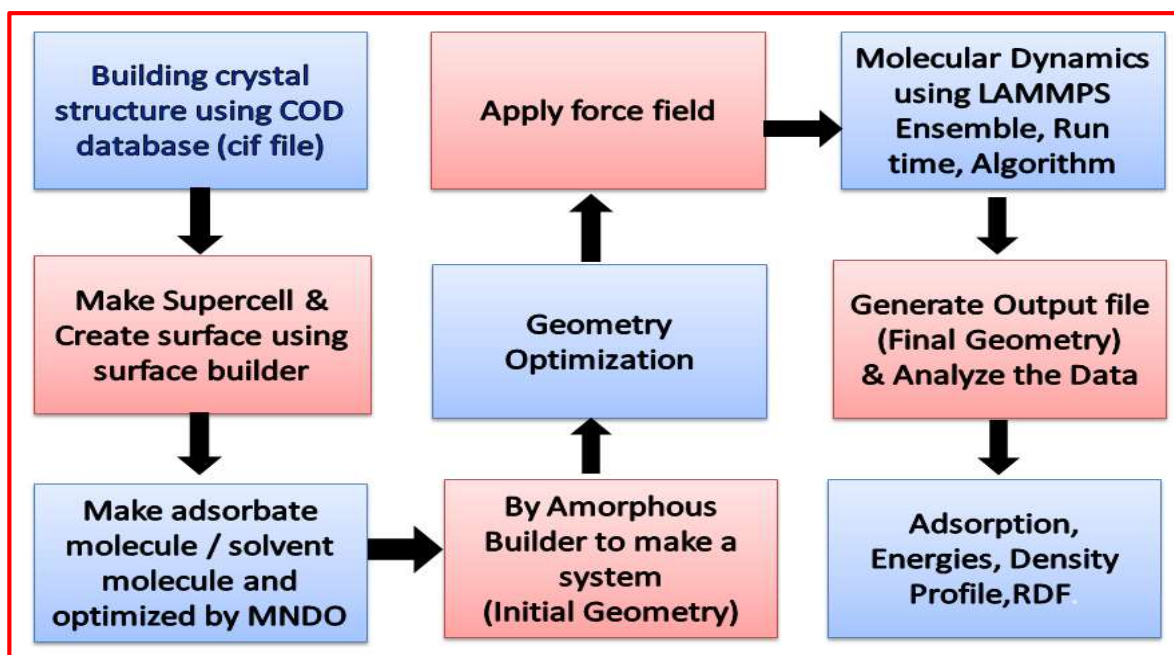 Building crystal
structure using COD
database (cif file)
Make Supercell &
Create surface using
surface builder
Make adsorbate
molecule / solvent
molecule and
optimized by MNDO
By Amorphous
Builder to make a
system
(Initial Geometry)
Geometry
Optimization
Apply force field
Molecular Dynamics
using LAMMPS
Ensemble, Run
time, Algorithm
Generate Output file
(Final Geometry)
& Analyze the Data
Adsorption,
Energies, Density
Profile,RDF.